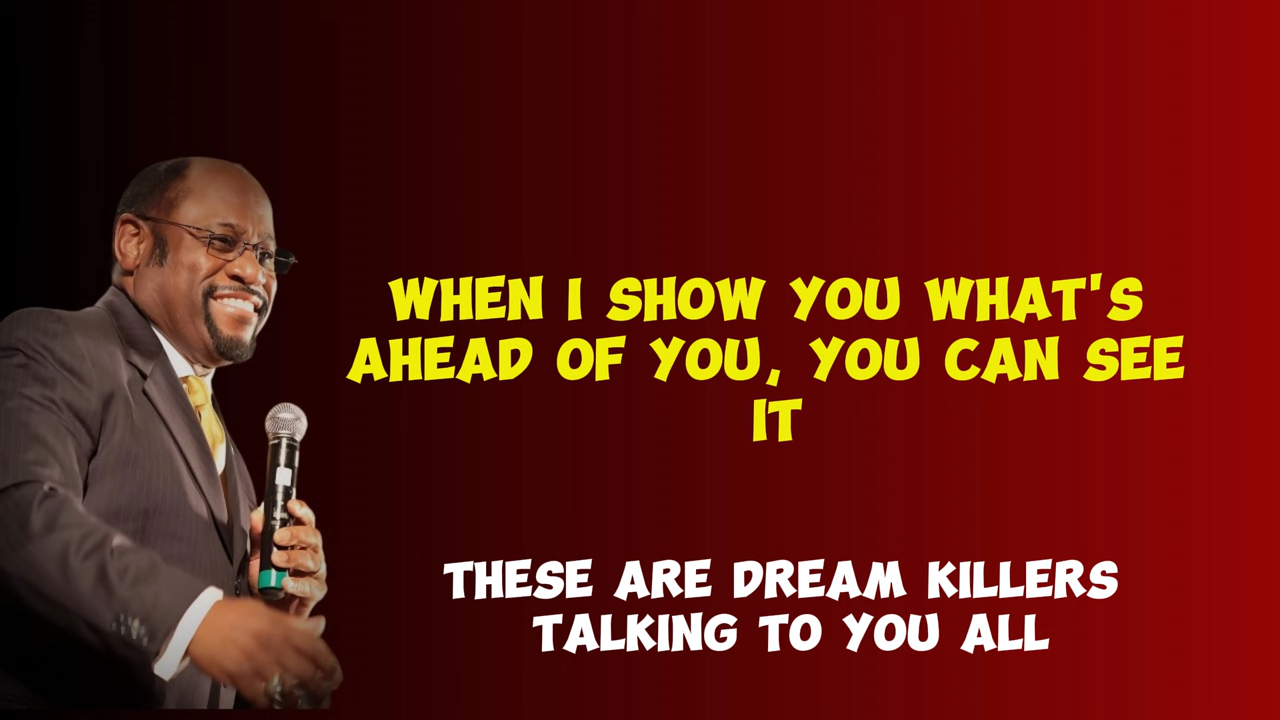 WHEN I SHOW YOU WHAT'S
AHEAD OF YOU, YOU CAN SEE
IT
THESE ARE DREAM KILLERS
TALKING TO YOU ALL